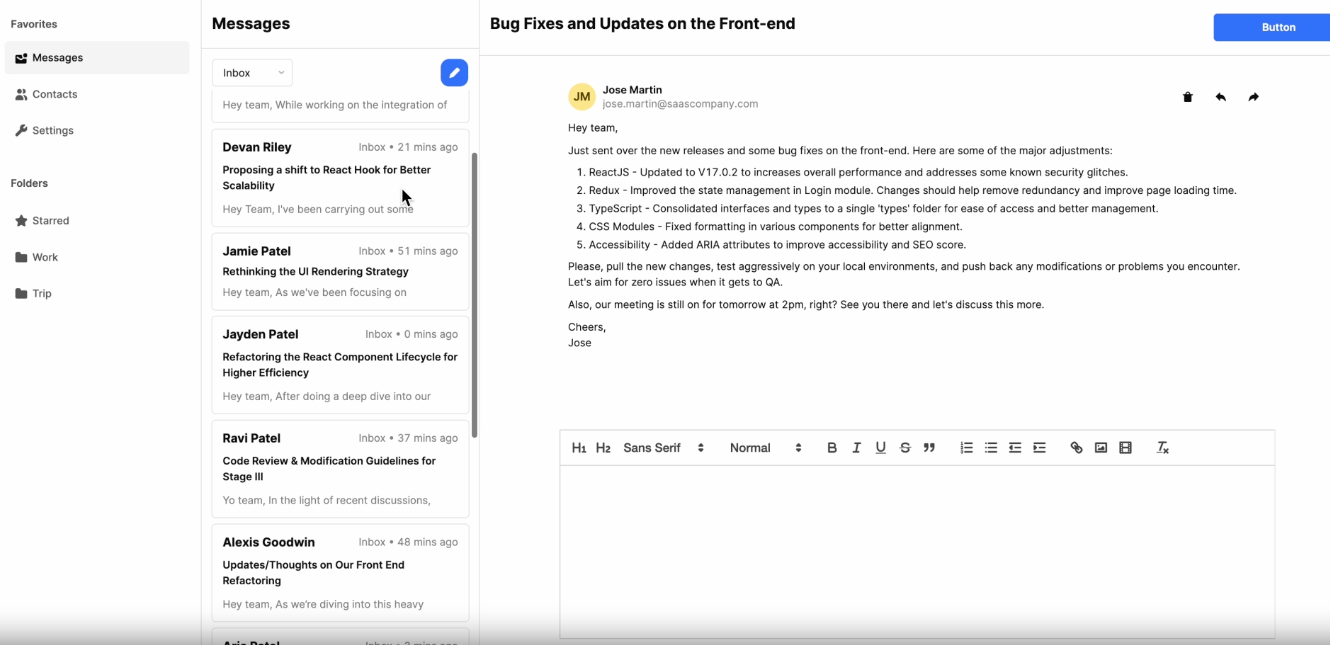 Favorites
Messages
Contacts
Settings
Folders
Starred
Work
Trip
Messages
Inbox
Hey team, While working on the integration of
Devan Riley
Inbox • 21 mins ago
Proposing a shift to React Hook for Better
Scalability
Hey Team, I've been carrying out some
Jamie Patel
Inbox • 51 mins ago
Rethinking the UI Rendering Strategy
Hey team, As we've been focusing on
Jayden Patel
Inbox • 0 mins ago
Refactoring the React Component Lifecycle for
Higher Efficiency
Hey team, After doing a deep dive into our
Ravi Patel
Inbox • 37 mins ago
Code Review & Modification Guidelines for
Stage III
Yo team, In the light of recent discussions,
Alexis Goodwin
Inbox • 48 mins ago
Updates/Thoughts on Our Front End
Refactoring
Hey team, As we're diving into this heavy
Bug Fixes and Updates on the Front-end
Button
JM
Jose Martin
jose.martin@saascompany.com
Hey team,
Just sent over the new releases and some bug fixes on the front-end. Here are some of the major adjustments:
1. ReactJS - Updated to V17.0.2 to increases overall performance and addresses some known security glitches.
2. Redux - Improved the state management in Login module. Changes should help remove redundancy and improve page loading time.
3. TypeScript - Consolidated interfaces and types to a single 'types' folder for ease of access and better management.
4. CSS Modules - Fixed formatting in various components for better alignment.
5. Accessibility - Added ARIA attributes to improve accessibility and SEO score.
Please, pull the new changes, test aggressively on your local environments, and push back any modifications or problems you encounter.
Let's aim for zero issues when it gets to QA.
Also, our meeting is still on for tomorrow at 2pm, right? See you there and let's discuss this more.
Cheers,
Jose
H1 H2 Sans Serif Normal B I U S